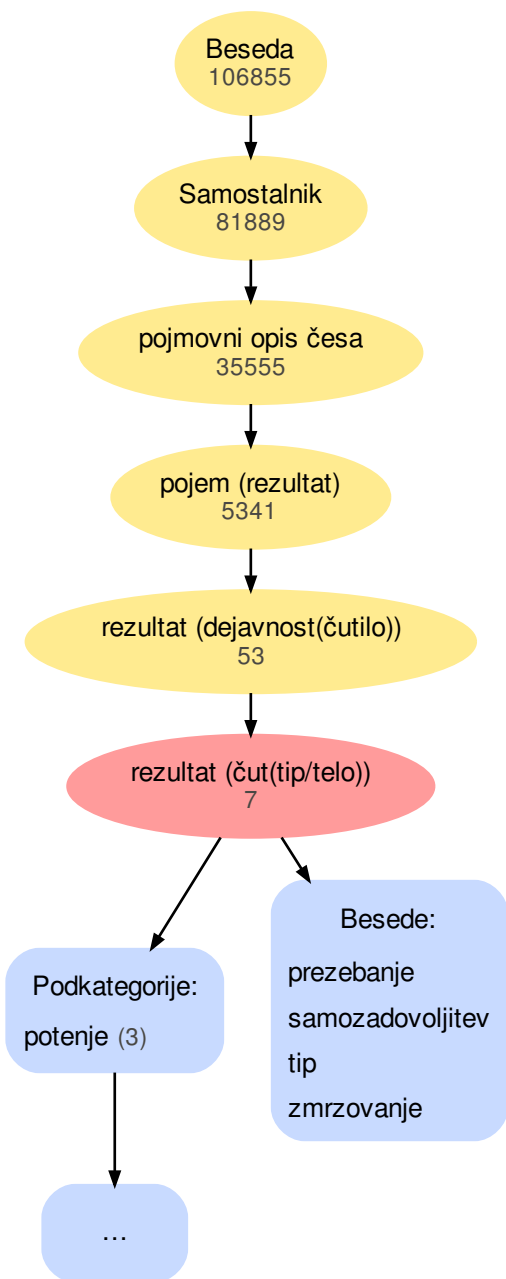 Beseda
106855
Samostalnik
81889
pojmovni opis česa
35555
pojem (rezultat)
5341
rezultat (dejavnost(čutilo))
53
rezultat (čut(tip/telo))
7
Podkategorije:
potenje (3)
...
Besede:
prezebanje
samozadovoljitev
tip
zmrzovanje